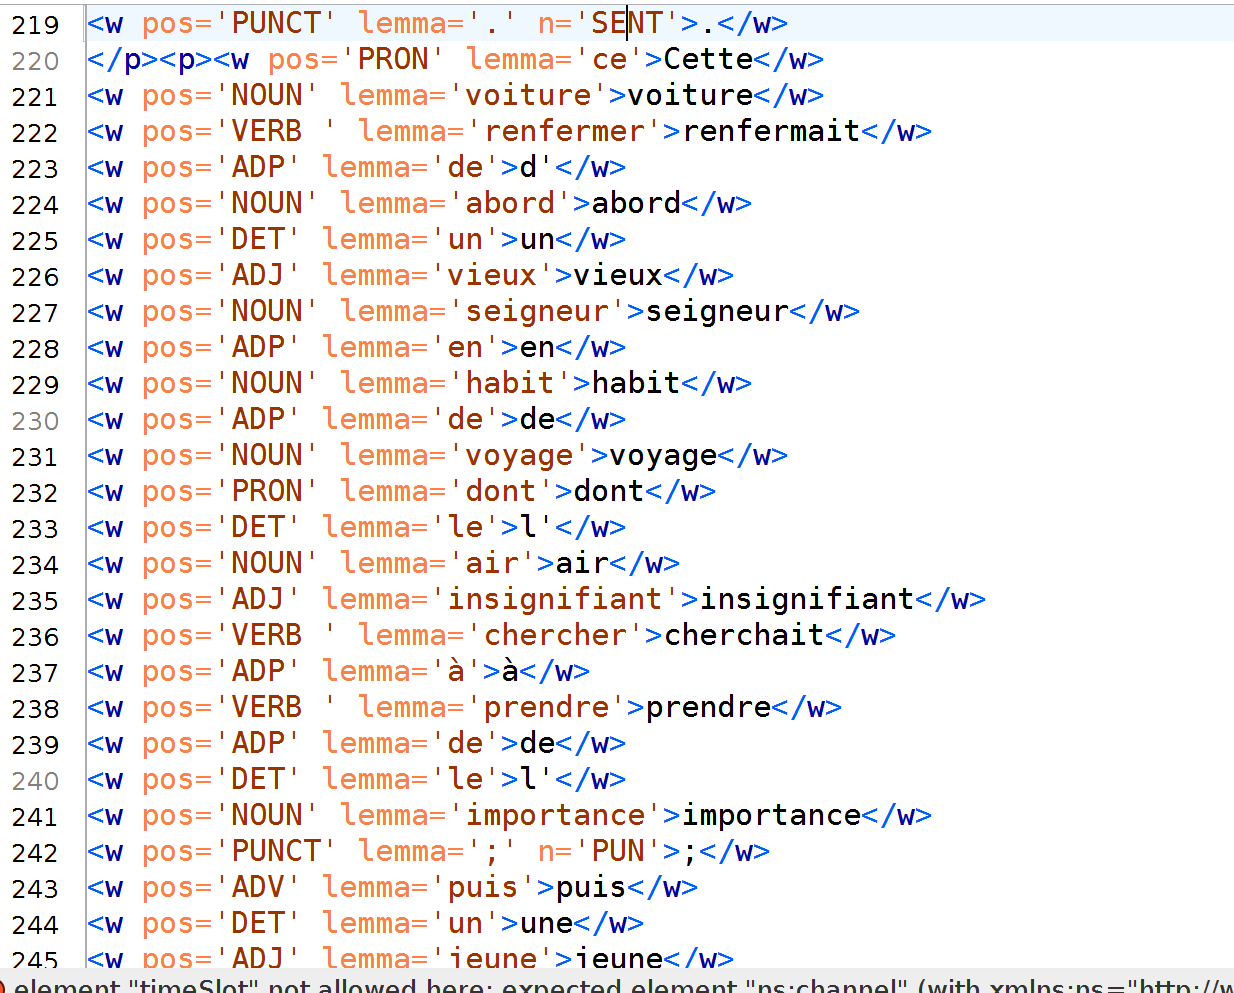 219 <w pos='PUNCT' lemma='.' n='SENT'>.</w>
220 </p><p><w pos='PRON' lemma='ce'>Cette</w>
221 <w pos='NOUN' lemma='voiture'>voiture</w>
222 <w pos='VERB ' lemma='renfermer'>renfermait</w>
223 <w pos='ADP' lemma='de'>d'</w>
224 <w pos='NOUN' lemma='abord'>abord</w>
225 <w pos='DET' lemma='un'>un</w>
226 <w pos='ADJ' lemma='vieux'>vieux</w>
227 <w pos='NOUN' lemma='seigneur'>seigneur</w>
228 <w pos='ADP' lemma='en'>en</w>
229 <w pos='NOUN' lemma='habit'>habit</w>
230 <w pos='ADP' lemma='de'>de</w>
231 <w pos='NOUN' lemma='voyage'>voyage</w>
232 <w pos='PRON' lemma='dont'>dont</w>
233 <w pos='DET' lemma='le'>l'</w>
234 <w pos='NOUN' lemma='air'>air</w>
235 <w pos='ADJ' lemma='insignifiant'>insignifiant</w>
236 <w pos='VERB ' lemma='chercher'>cherchait</w>
237 <w pos='ADP' lemma='à'>à</w>
238 <w pos='VERB ' lemma='prendre'>prendre</w>
239 <w pos='ADP' lemma='de'>de</w>
240 <w pos='DET' lemma='le'>l'</w>
241 <w pos='NOUN' lemma='importance'>importance</w>
242 <w pos='PUNCT' lemma=';' n='PUN'>;</w>
243 <w pos='ADV' lemma='puis'>puis</w>
244 <w pos='DET' lemma='un'>une</w>
245 <w pos='ADJ' lemma='jeune'>jeune</w>
element "timeSlot" not allowed here; expected element "ns:channel" (with xmlns:ns="http://w